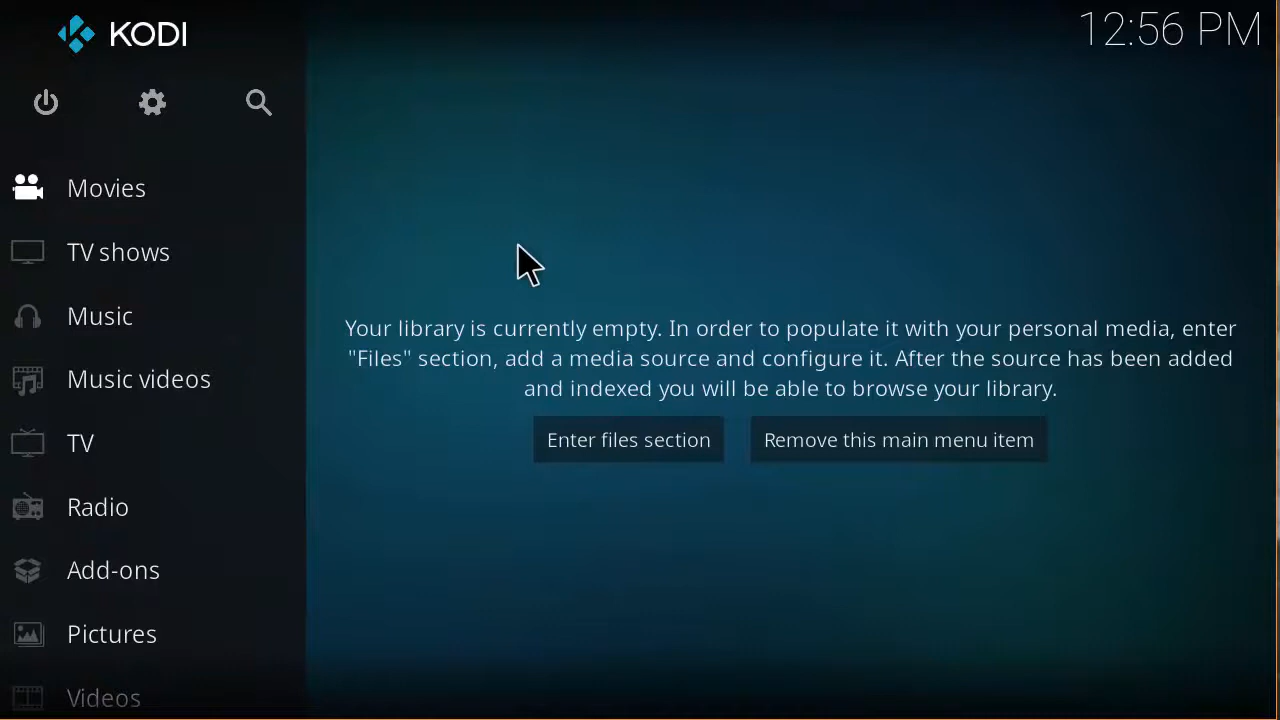 KODI
12:56 PM
Movies
TV shows
Music
Music videos
TV
Radio
Add-ons
Pictures
Videos
Your library is currently empty. In order to populate it with your personal media, enter
"Files" section, add a media source and configure it. After the source has been added
and indexed you will be able to browse your library.
Enter files section
Remove this main menu item